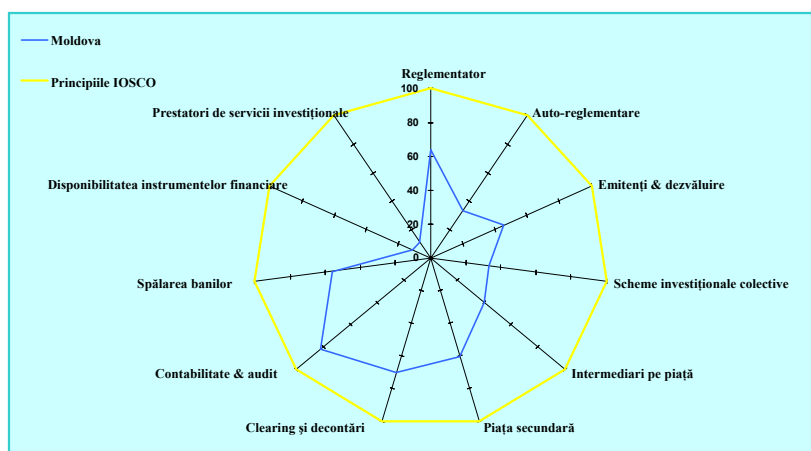 Moldova
Principiile IOSCO
Reglementator
100
Prestatori de servicii investiționale
Auto-reglementare
80
60
Disponibilitatea instrumentelor financiare
Emitenți & dezvăluire
40
20
0
Spălarea banilor
Scheme investiționale colective
Contabilitate & audit
Intermediari pe piață
Clearing și decontări
Piața secundară